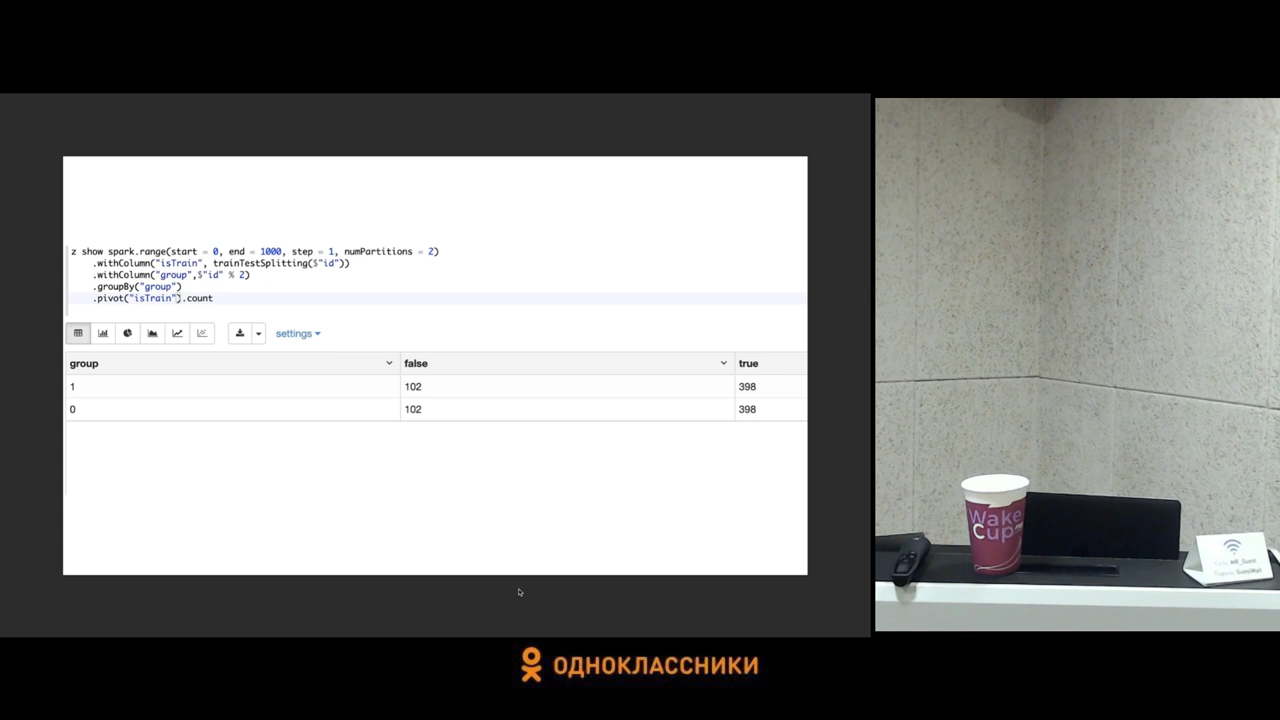 z show spark.range(start = 0, end = 1000, step = 1, numPartitions = 2)
.withColumn("isTrain", trainTestSplitting($"id"))
.withColumn("group",$"id" % 2)
.groupBy("group")
.pivot("isTrain").count
settings
group false true
1 102 398
0 102 398
Wake
Cup
ОДНОКЛАССНИКИ